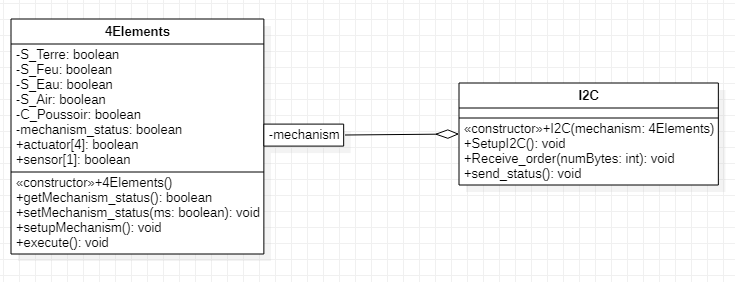 4Elements
-S_Terre: boolean
-S_Feu: boolean
-S_Eau: boolean
-S_Air: boolean
-C_Poussoir: boolean
-mechanism_status: boolean
+actuator[4]: boolean
+sensor[1]: boolean
«constructor»+4Elements()
+getMechanism_status(): boolean
+setMechanism_status(ms: boolean): void
+setupMechanism(): void
+execute(): void
-mechanism
I2C
«constructor»+I2C(mechanism: 4Elements)
+SetupI2C(): void
+Receive_order(numBytes: int): void
+send_status(): void